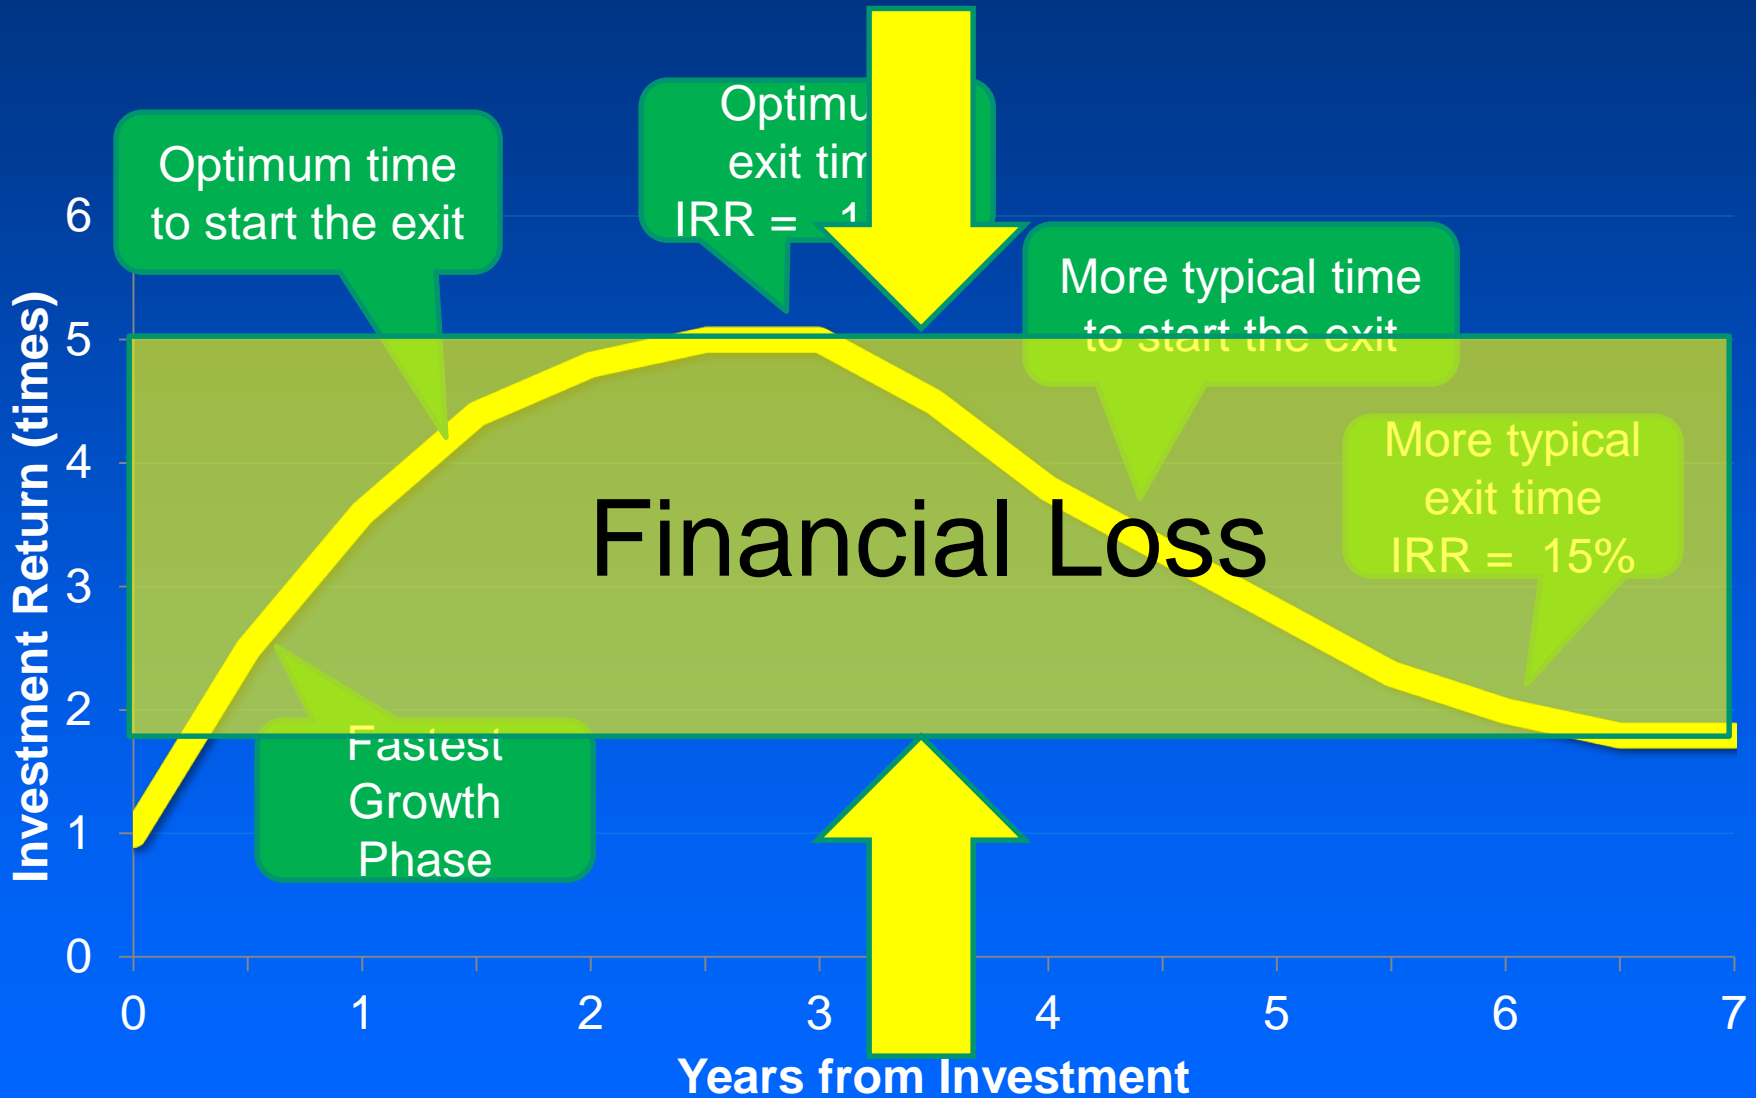 Optimum time
to start the exit
exit
IRR =
More typical time
to start the exit
More typical
exit time
IRR = 15%
Financial Loss
Fastest
Growth
Phase
Investment Return (times)
6
5
4
3
2
1
0
0 1 2 3 4 5 6 7
Years from Investment